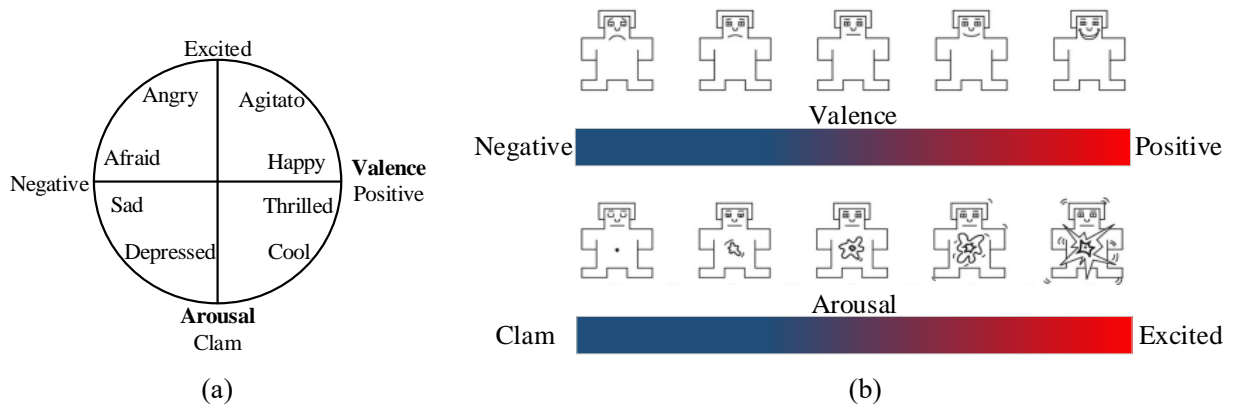 Excited
Angry
Agitato
Afraid
Happy
Negative
Valence
Positive
Sad
Thrilled
Depressed
Cool
Arousal
Clam
(a)
Valence
Negative
Positive
Arousal
Clam
Excited
(b)